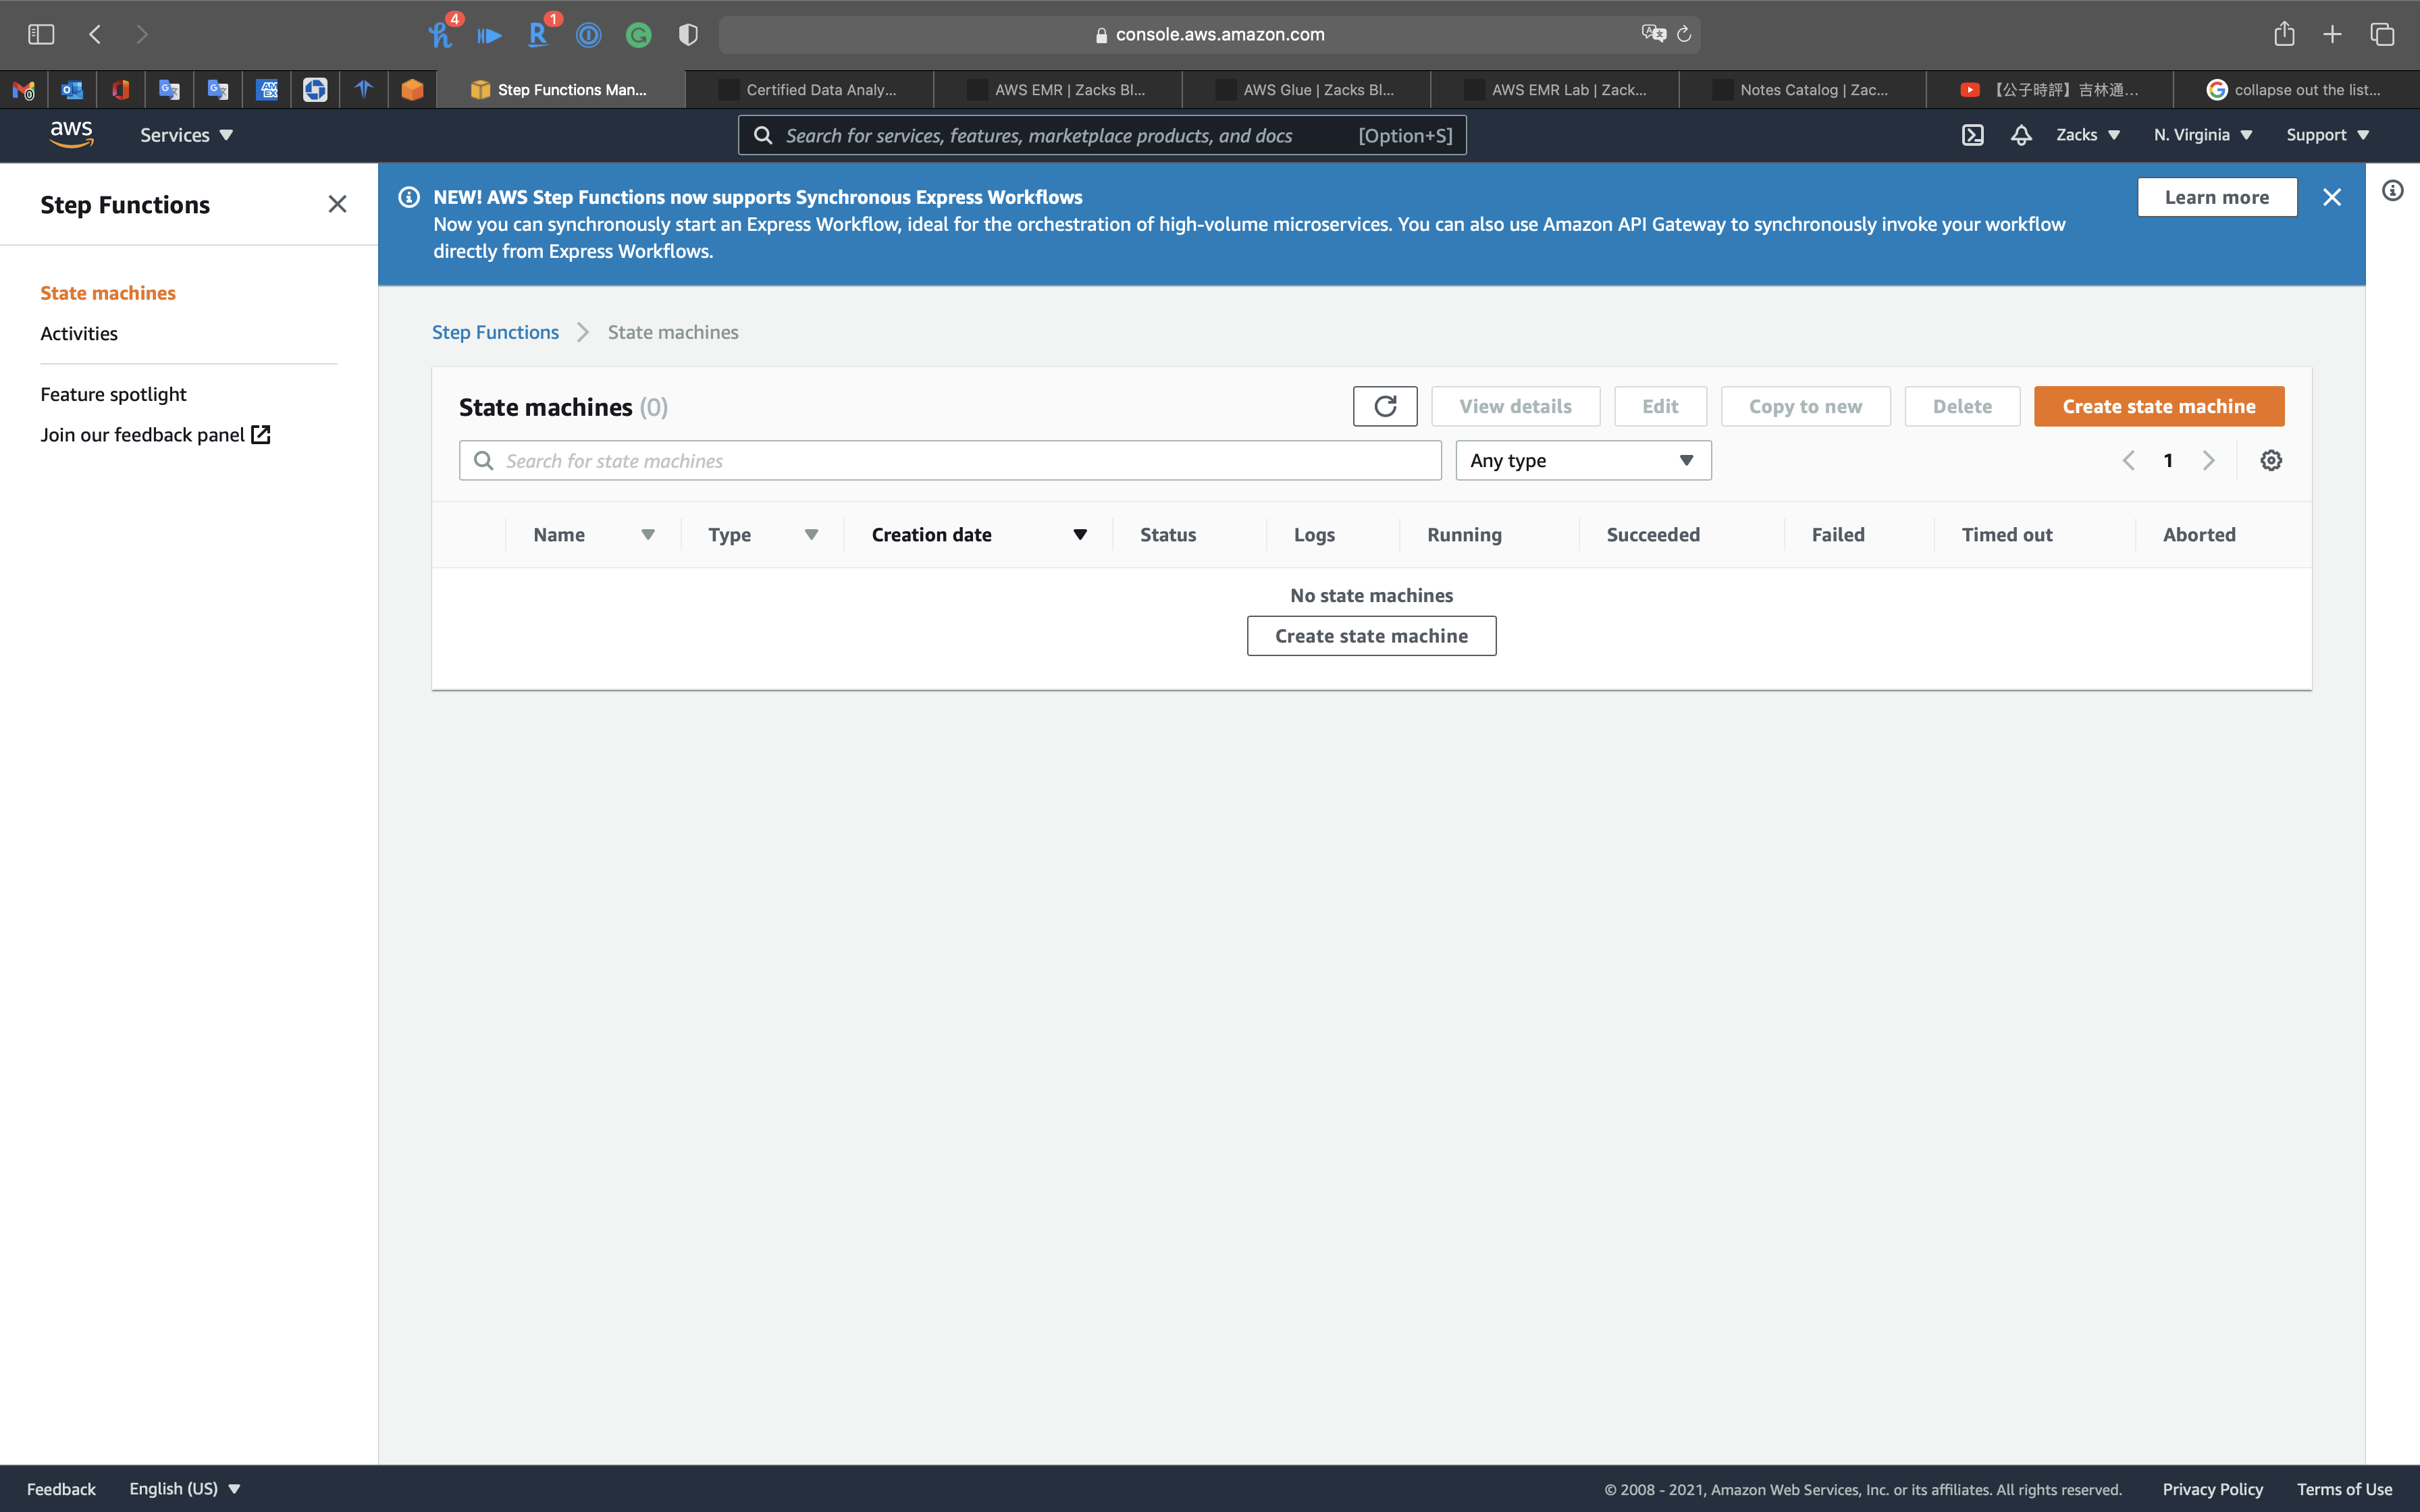 4
1
console.aws.amazon.com
0
Step Functions Man...
Certified Data Analy...
AWS EMR | Zacks Bl...
AWS Glue | Zacks Bl...
AWS EMR Lab | Zack...
Notes Catalog | Zac...
【公子時評】吉林通...
collapse out the list...
aws
Services
Search for services, features, marketplace products, and docs
[Option+S]
Zacks
N. Virginia
Support
Step Functions
State machines
Activities
Feature spotlight
Join our feedback panel
NEW! AWS Step Functions now supports Synchronous Express Workflows
Now you can synchronously start an Express Workflow, ideal for the orchestration of high-volume microservices. You can also use Amazon API Gateway to synchronously invoke your workflow
directly from Express Workflows.
Learn more
Step Functions
State machines
State machines (0)
View details
Edit
Copy to new
Delete
Create state machine
Search for state machines
Any type
1
Name
Type
Creation date
Status
Logs
Running
Succeeded
Failed
Timed out
Aborted
No state machines
Create state machine
Feedback
English (US)
© 2008 - 2021, Amazon Web Services, Inc. or its affiliates. All rights reserved.
Privacy Policy
Terms of Use